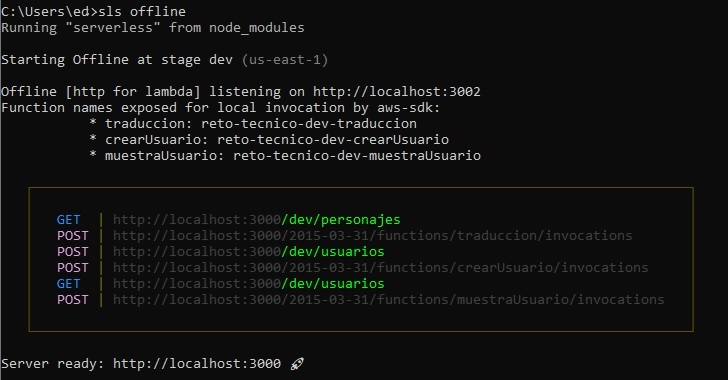 C:\Users\ed>sls offline
Running "serverless" from node_modules
Starting Offline at stage dev (us-east-1)
Offline [http for lambda] listening on http://localhost:3002
Function names exposed for local invocation by aws-sdk:
* traduccion: reto-tecnico-dev-traduccion
* crearUsuario: reto-tecnico-dev-crearUsuario
* muestraUsuario: reto-tecnico-dev-muestraUsuario
GET | http://localhost:3000/dev/personajes
POST | http://localhost:3000/2015-03-31/functions/traduccion/invocations
POST | http://localhost:3000/dev/usuarios
POST | http://localhost:3000/2015-03-31/functions/crearUsuario/invocations
GET | http://localhost:3000/dev/usuarios
POST | http://localhost:3000/2015-03-31/functions/muestraUsuario/invocations
Server ready: http://localhost:3000 🚀